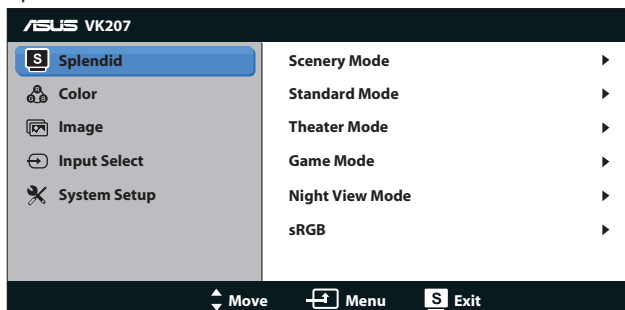 ASUS VK207
S Splendid
Color
Image
Input Select
System Setup
Scenery Mode
Standard Mode
Theater Mode
Game Mode
Night View Mode
sRGB
Move Menu S Exit